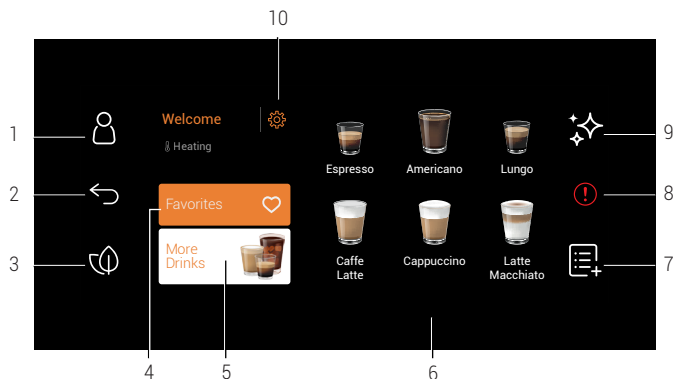 10
Welcome
Heating
1
9
Espresso
Americano
Lungo
2
Favorites
8
More
Drinks
3
Caffe
Latte
Cappuccino
Latte
Macchiato
7
4
5
6